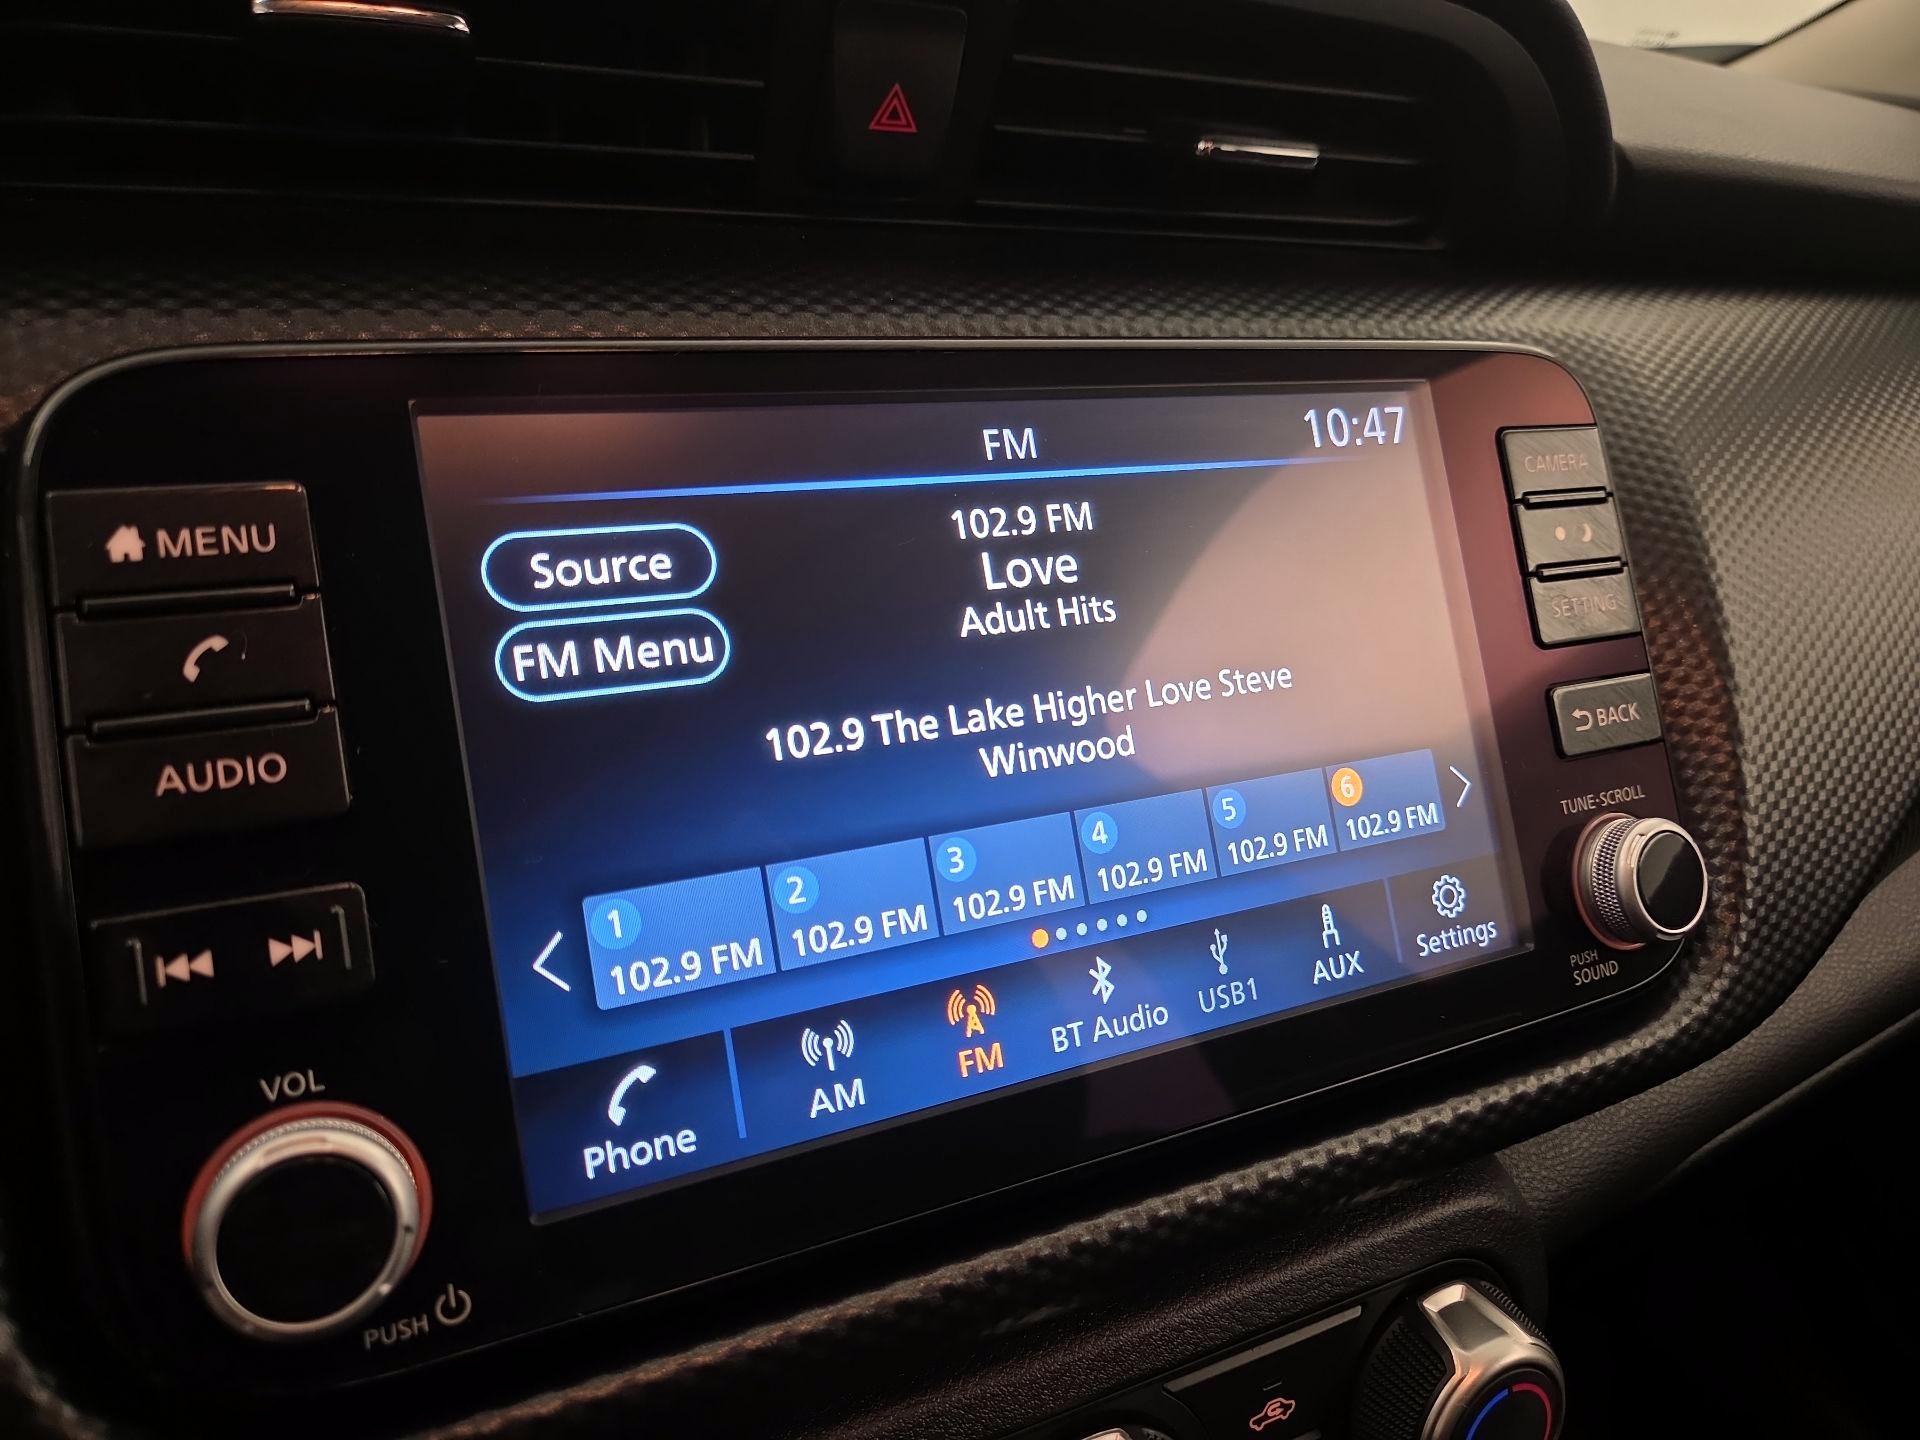 FM
10:47
Source
FM Menu
102.9 FM
Love
Adult Hits
102.9 The Lake Higher Love Steve
Winwood
1
102.9 FM
2
102.9 FM
3
102.9 FM
4
102.9 FM
5
102.9 FM
6
102.9 FM
Phone
AM
FM
BT Audio
USB1
AUX
Settings
MENU
AUDIO
VOL
PUSH
CAMERA
SETTING
BACK
TUNE·SCROLL
PUSH
SOUND